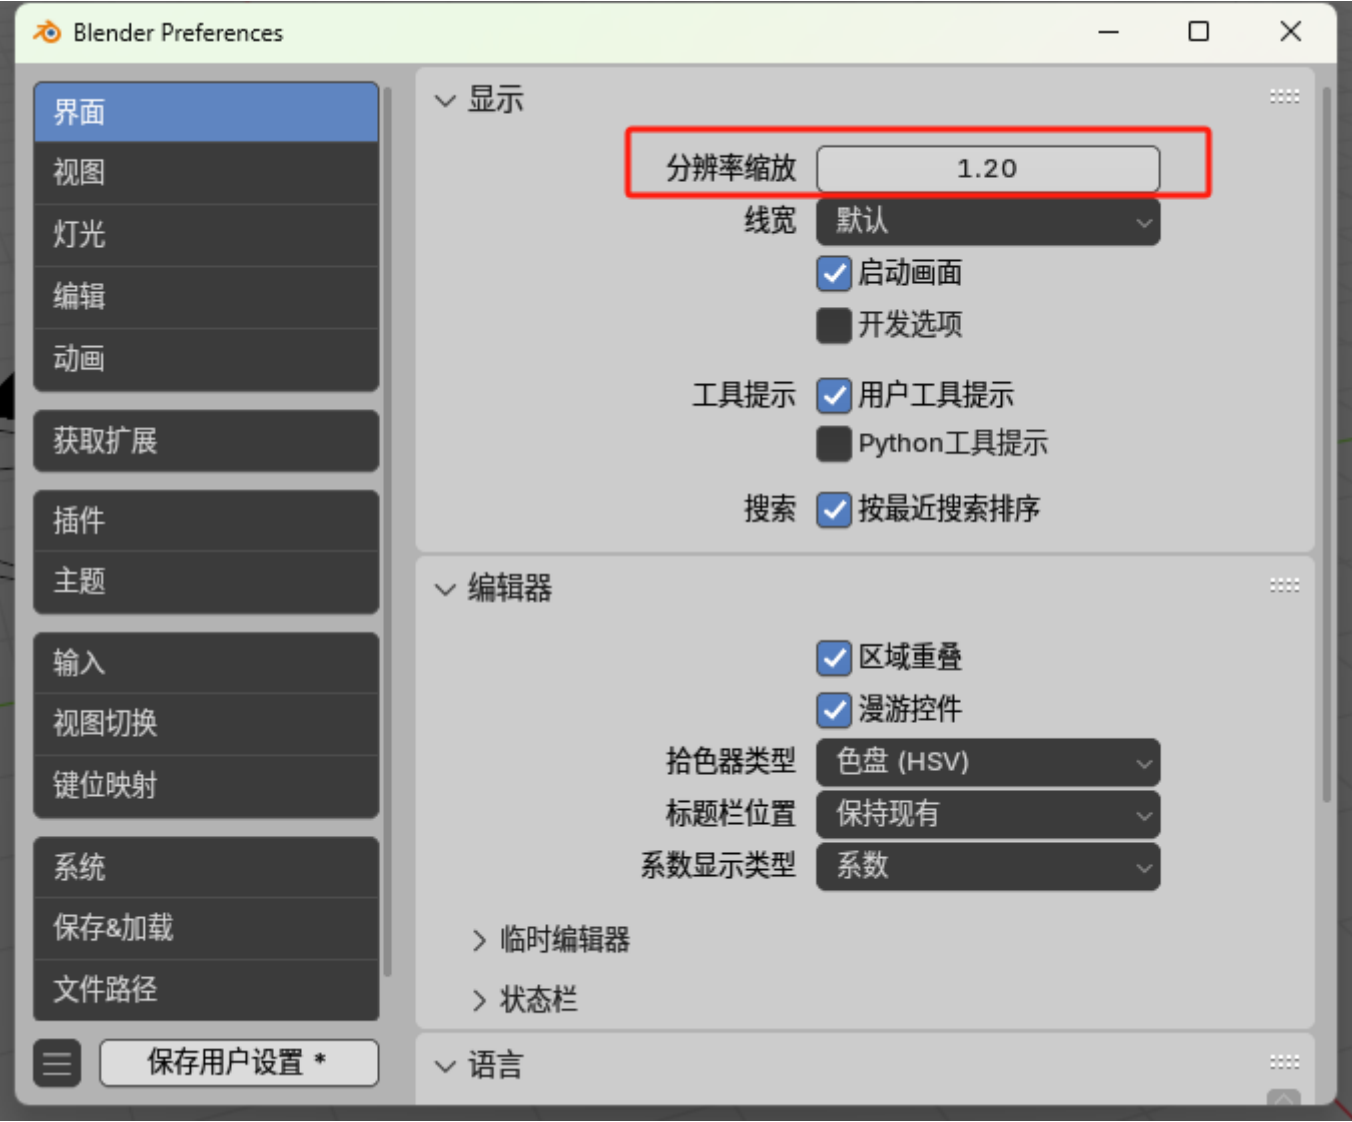 Blender Preferences
界面
视图
灯光
编辑
动画
获取扩展
插件
主题
输入
视图切换
键位映射
系统
保存&加载
文件路径
保存用户设置 *
显示
分辨率缩放 1.20
线宽 默认
启动画面
开发选项
工具提示 用户工具提示
Python工具提示
搜索 按最近搜索排序
编辑器
区域重叠
漫游控件
拾色器类型 色盘 (HSV)
标题栏位置 保持现有
系数显示类型 系数
临时编辑器
状态栏
语言